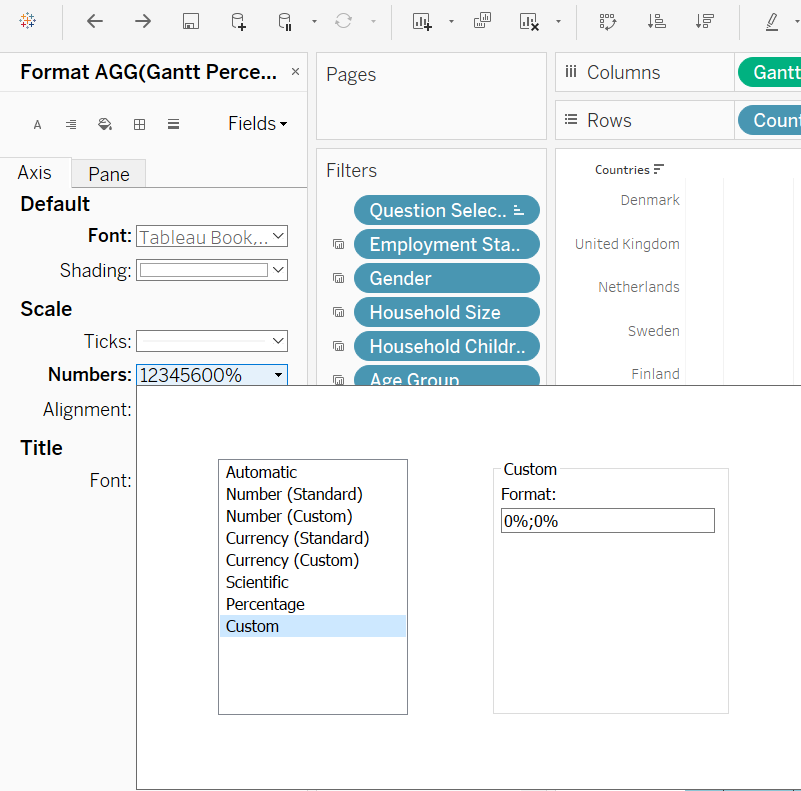 Format AGG(Gantt Perce...
Fields
Axis
Pane
Default
Font:
Tableau Book,..
Shading:
Scale
Ticks:
Numbers:
12345600%
Alignment:
Title
Font:
Pages
Filters
Question Selec..
Employment Sta..
Gender
Household Size
Household Childr..
Age Group
Columns
Gantt
Rows
Count
Countries
Denmark
United Kingdom
Netherlands
Sweden
Finland
Automatic
Number (Standard)
Number (Custom)
Currency (Standard)
Currency (Custom)
Scientific
Percentage
Custom
Custom
Format:
0%;0%